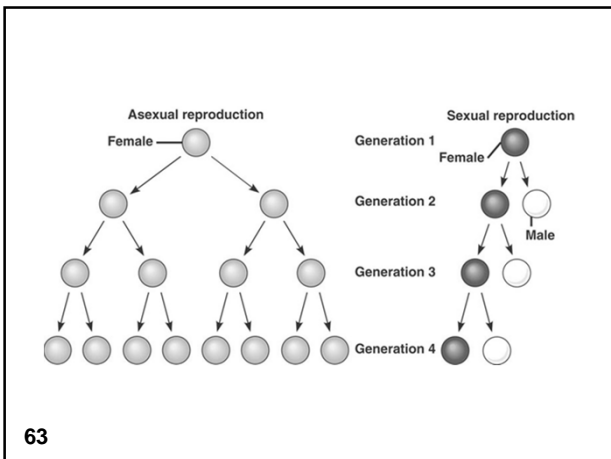 Asexual reproduction
Female
Generation 1
Sexual reproduction
Female
Generation 2
Male
Generation 3
Generation 4
63